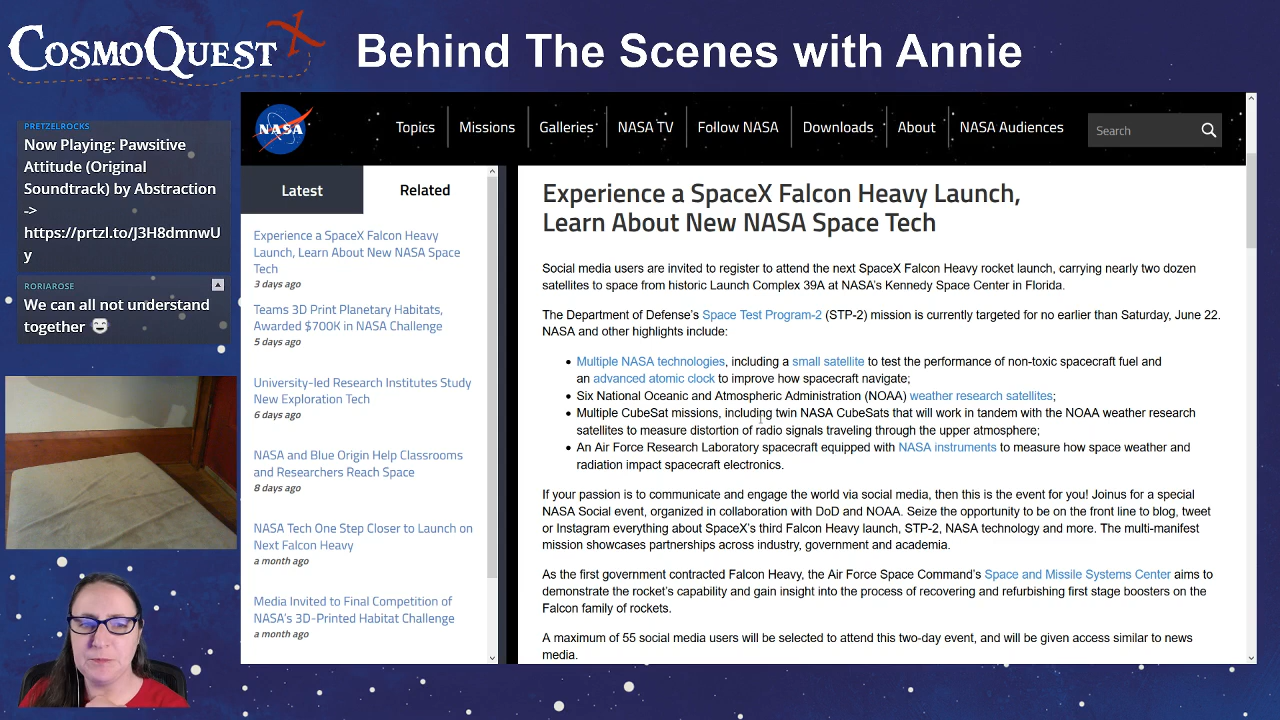 CosmoQuest X
Behind The Scenes with Annie
PRETZELROCKS
Now Playing: Pawsitive
Attitude (Original
Soundtrack) by Abstraction
->
https://prtzl.to/J3H8dmnwU
y
RORIAROSE
We can all not understand
together
NASA
Topics
Missions
Galleries
NASA TV
Follow NASA
Downloads
About
NASA Audiences
Search
Latest
Related
Experience a SpaceX Falcon Heavy
Launch, Learn About New NASA Space
Tech
3 days ago
Teams 3D Print Planetary Habitats,
Awarded $700K in NASA Challenge
5 days ago
University-led Research Institutes Study
New Exploration Tech
6 days ago
NASA and Blue Origin Help Classrooms
and Researchers Reach Space
8 days ago
NASA Tech One Step Closer to Launch on
Next Falcon Heavy
a month ago
Media Invited to Final Competition of
NASA's 3D-Printed Habitat Challenge
a month ago
Experience a SpaceX Falcon Heavy Launch,
Learn About New NASA Space Tech
Social media users are invited to register to attend the next SpaceX Falcon Heavy rocket launch, carrying nearly two dozen
satellites to space from historic Launch Complex 39A at NASA's Kennedy Space Center in Florida.
The Department of Defense's Space Test Program-2 (STP-2) mission is currently targeted for no earlier than Saturday, June 22.
NASA and other highlights include:
• Multiple NASA technologies, including a small satellite to test the performance of non-toxic spacecraft fuel and
an advanced atomic clock to improve how spacecraft navigate;
• Six National Oceanic and Atmospheric Administration (NOAA) weather research satellites;
• Multiple CubeSat missions, including twin NASA CubeSats that will work in tandem with the NOAA weather research
satellites to measure distortion of radio signals traveling through the upper atmosphere;
• An Air Force Research Laboratory spacecraft equipped with NASA instruments to measure how space weather and
radiation impact spacecraft electronics.
If your passion is to communicate and engage the world via social media, then this is the event for you! Joinus for a special
NASA Social event, organized in collaboration with DoD and NOAA. Seize the opportunity to be on the front line to blog, tweet
or Instagram everything about SpaceX's third Falcon Heavy launch, STP-2, NASA technology and more. The multi-manifest
mission showcases partnerships across industry, government and academia.
As the first government contracted Falcon Heavy, the Air Force Space Command's Space and Missile Systems Center aims to
demonstrate the rocket's capability and gain insight into the process of recovering and refurbishing first stage boosters on the
Falcon family of rockets.
A maximum of 55 social media users will be selected to attend this two-day event, and will be given access similar to news
media.